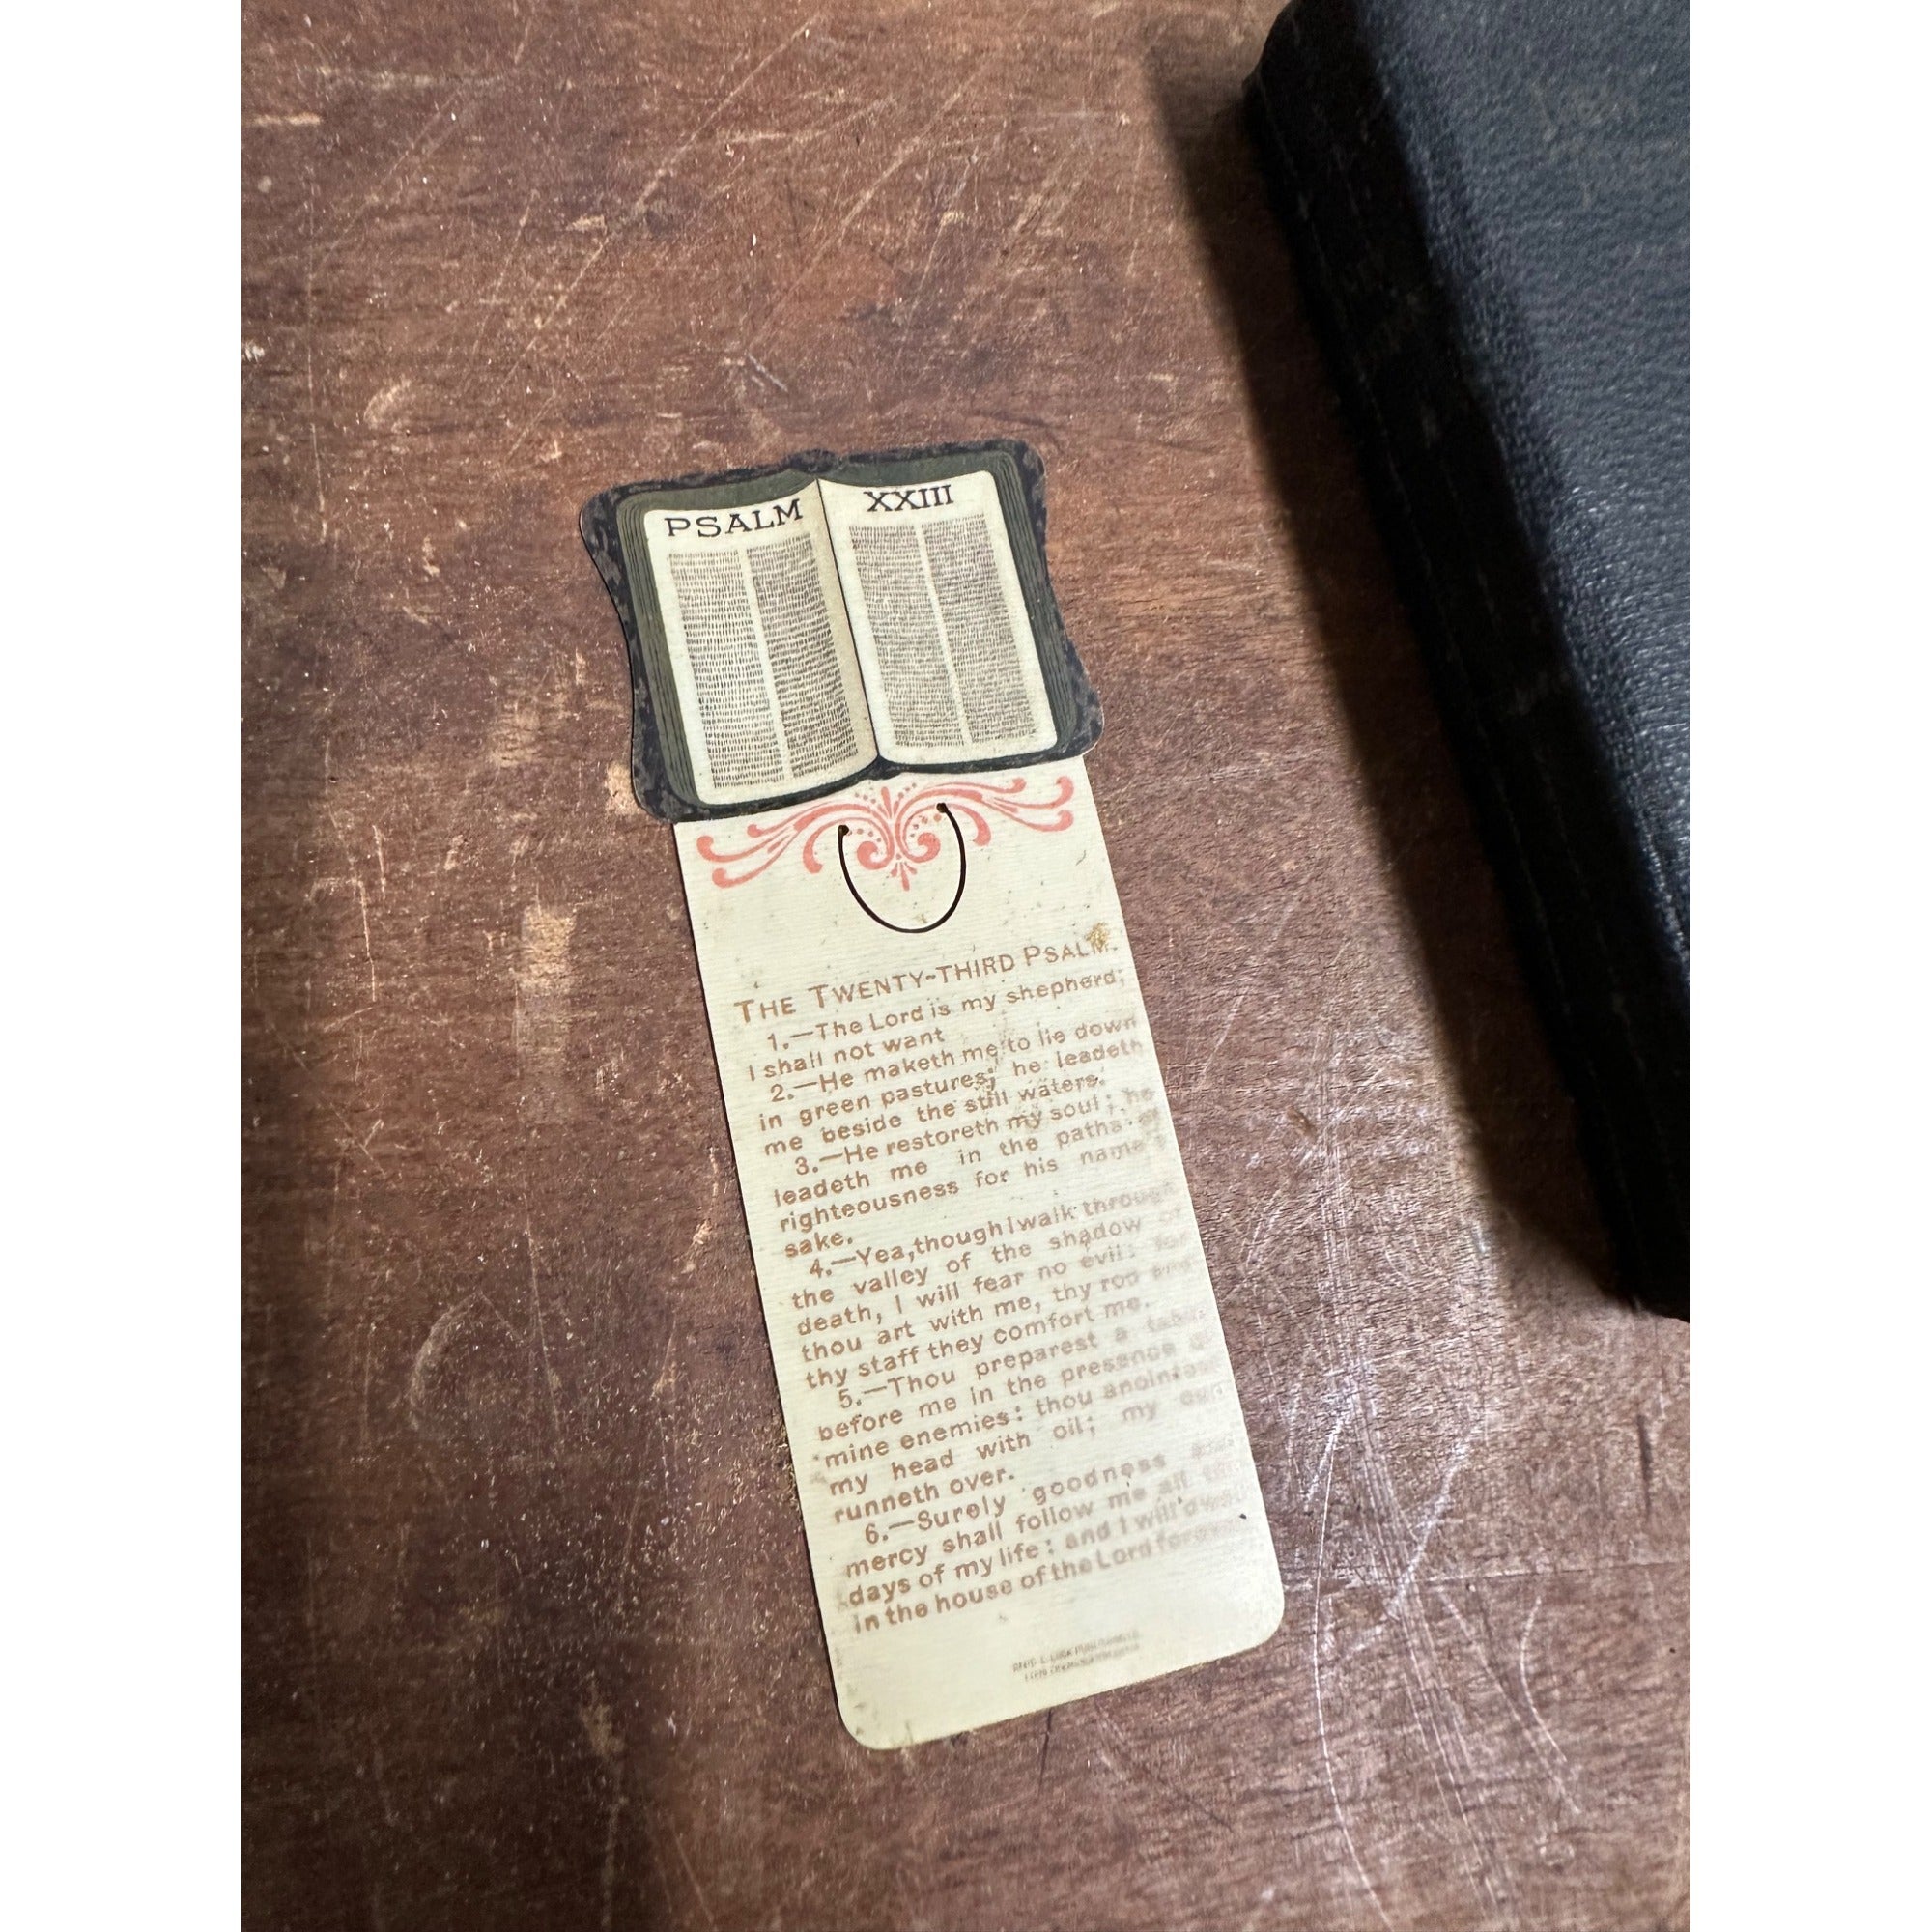 PSALM XXIII
THE TWENTY-THIRD PSALM.
1.—The Lord is my shepherd;
I shall not want
2.—He maketh me to lie down
in green pastures; he leadeth
me beside the still waters.
3.—He restoreth my soul; he
leadeth me in the paths of
righteousness for his name's
sake.
4.—Yea, though I walk through
the valley of the shadow of
death, I will fear no evil: for
thou art with me, thy rod and
thy staff they comfort me.
5.—Thou preparest a table
before me in the presence of
mine enemies: thou anointest
my head with oil; my cup
runneth over.
6.—Surely goodness and
mercy shall follow me all the
days of my life; and I will dwell
in the house of the Lord